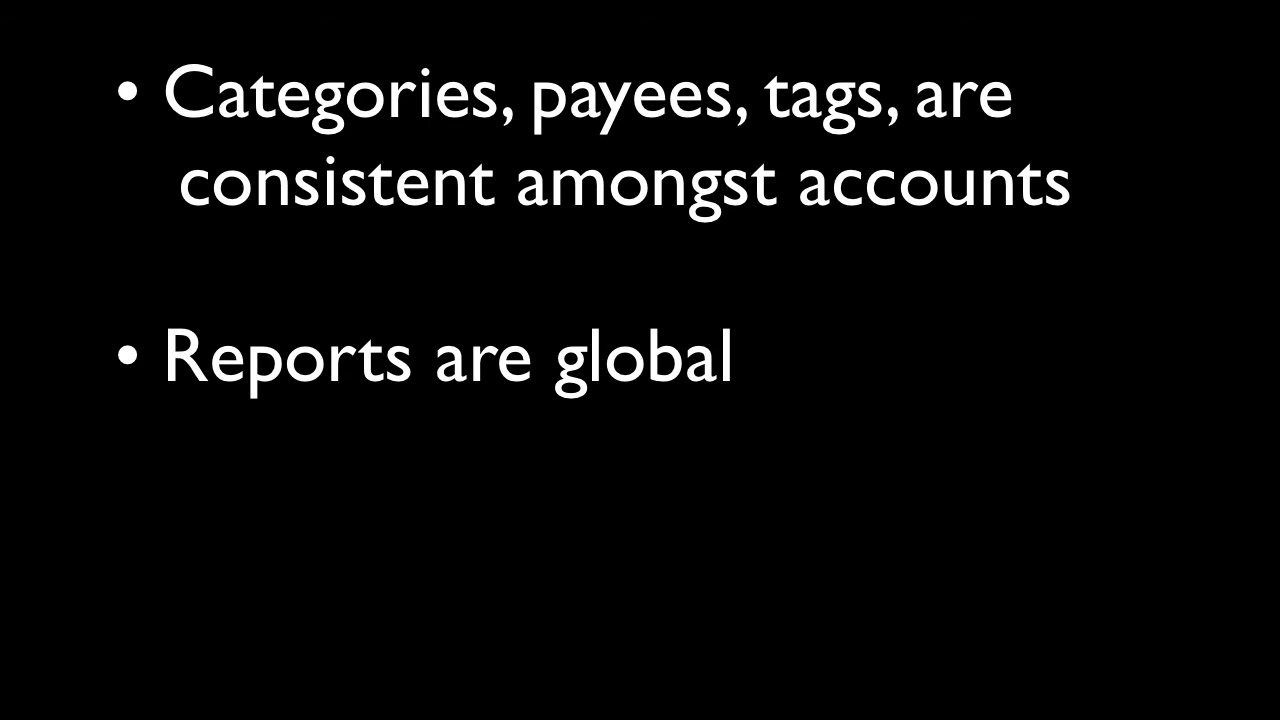 • Categories, payees, tags, are
consistent amongst accounts
• Reports are global